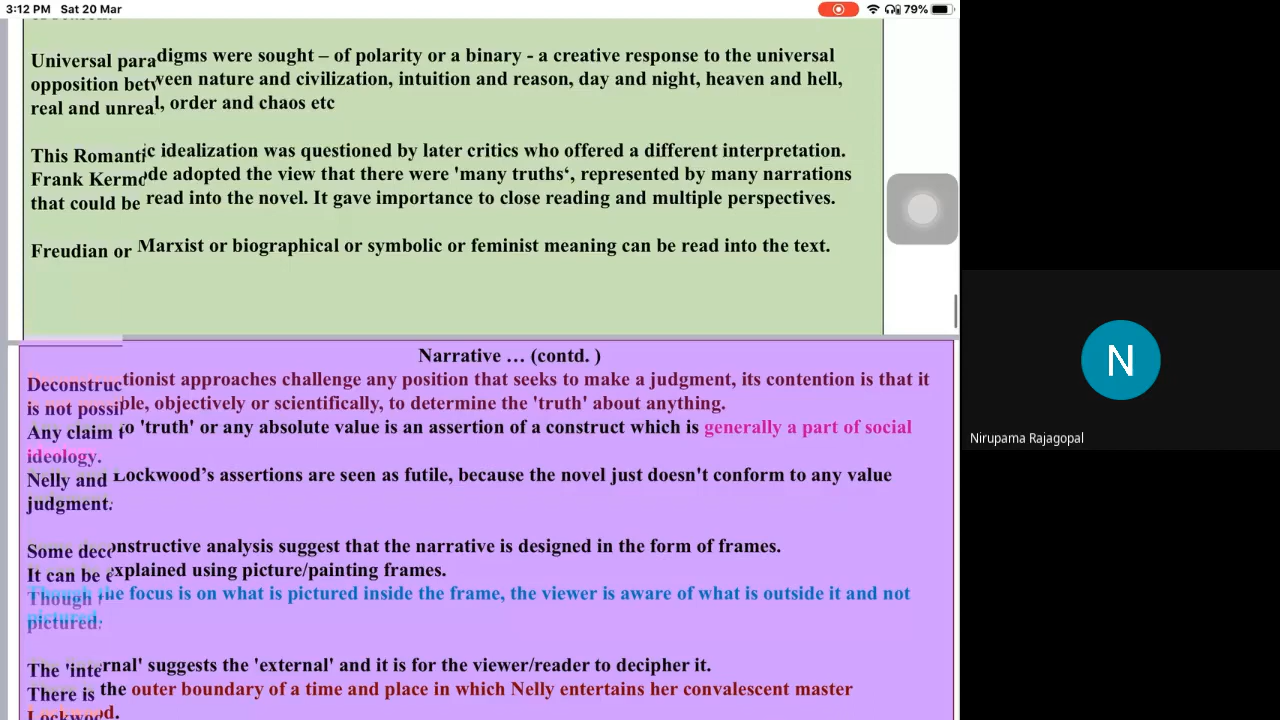 3:12 PM Sat 20 Mar
79%
Universal paradigms were sought – of polarity or a binary - a creative response to the universal
opposition between nature and civilization, intuition and reason, day and night, heaven and hell,
real and unreal, order and chaos etc
This Romantic idealization was questioned by later critics who offered a different interpretation.
Frank Kermode adopted the view that there were 'many truths‘, represented by many narrations
that could be read into the novel. It gave importance to close reading and multiple perspectives.
Freudian or Marxist or biographical or symbolic or feminist meaning can be read into the text.
Narrative … (contd. )
Deconstructionist approaches challenge any position that seeks to make a judgment, its contention is that it
is not possible, objectively or scientifically, to determine the 'truth' about anything.
Any claim to 'truth' or any absolute value is an assertion of a construct which is generally a part of social
ideology.
Nelly and Lockwood’s assertions are seen as futile, because the novel just doesn't conform to any value
judgment.
Some deconstructive analysis suggest that the narrative is designed in the form of frames.
It can be explained using picture/painting frames.
Though the focus is on what is pictured inside the frame, the viewer is aware of what is outside it and not
pictured.
The 'internal' suggests the 'external' and it is for the viewer/reader to decipher it.
There is the outer boundary of a time and place in which Nelly entertains her convalescent master
Lockwood.
N
Nirupama Rajagopal